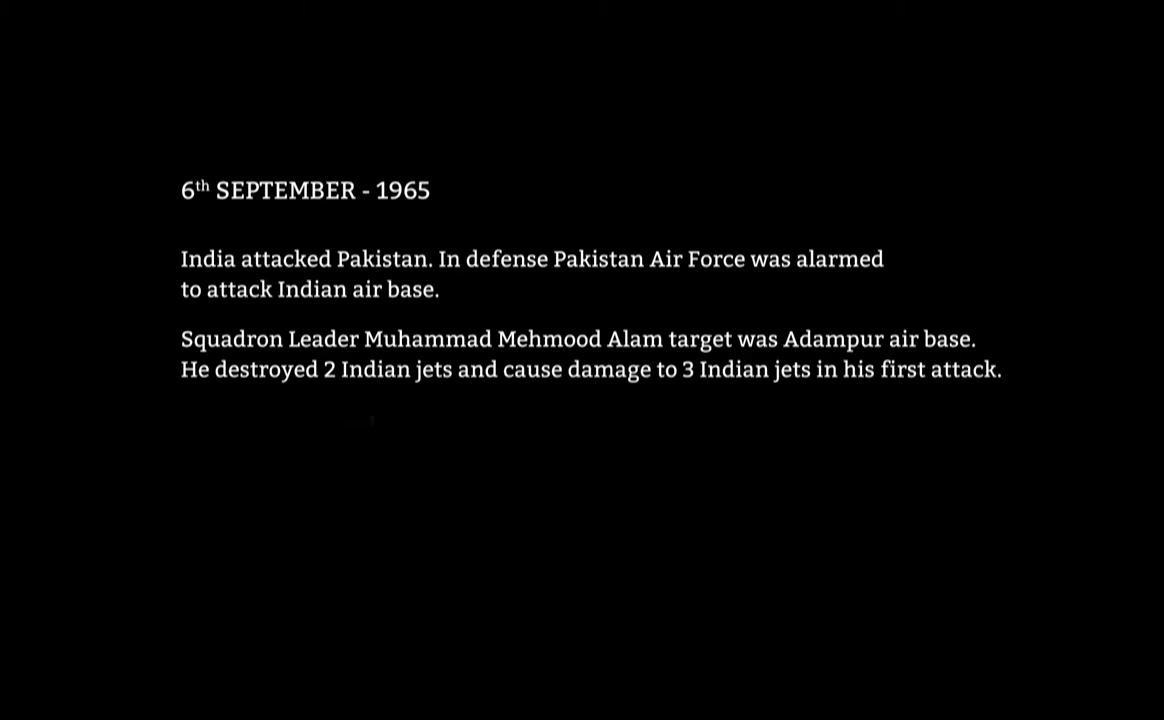 6th SEPTEMBER - 1965
India attacked Pakistan. In defense Pakistan Air Force was alarmed
to attack Indian air base.
Squadron Leader Muhammad Mehmood Alam target was Adampur air base.
He destroyed 2 Indian jets and cause damage to 3 Indian jets in his first attack.